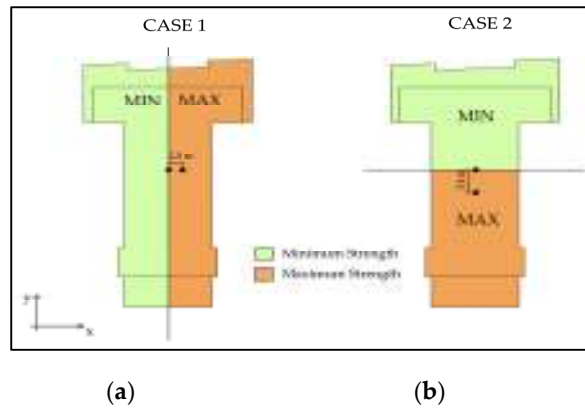 CASE 1
CASE 2
MIN MAX
MIN
MAX
Minimum Strength
Maximum Strength
y
x
(a)
(b)